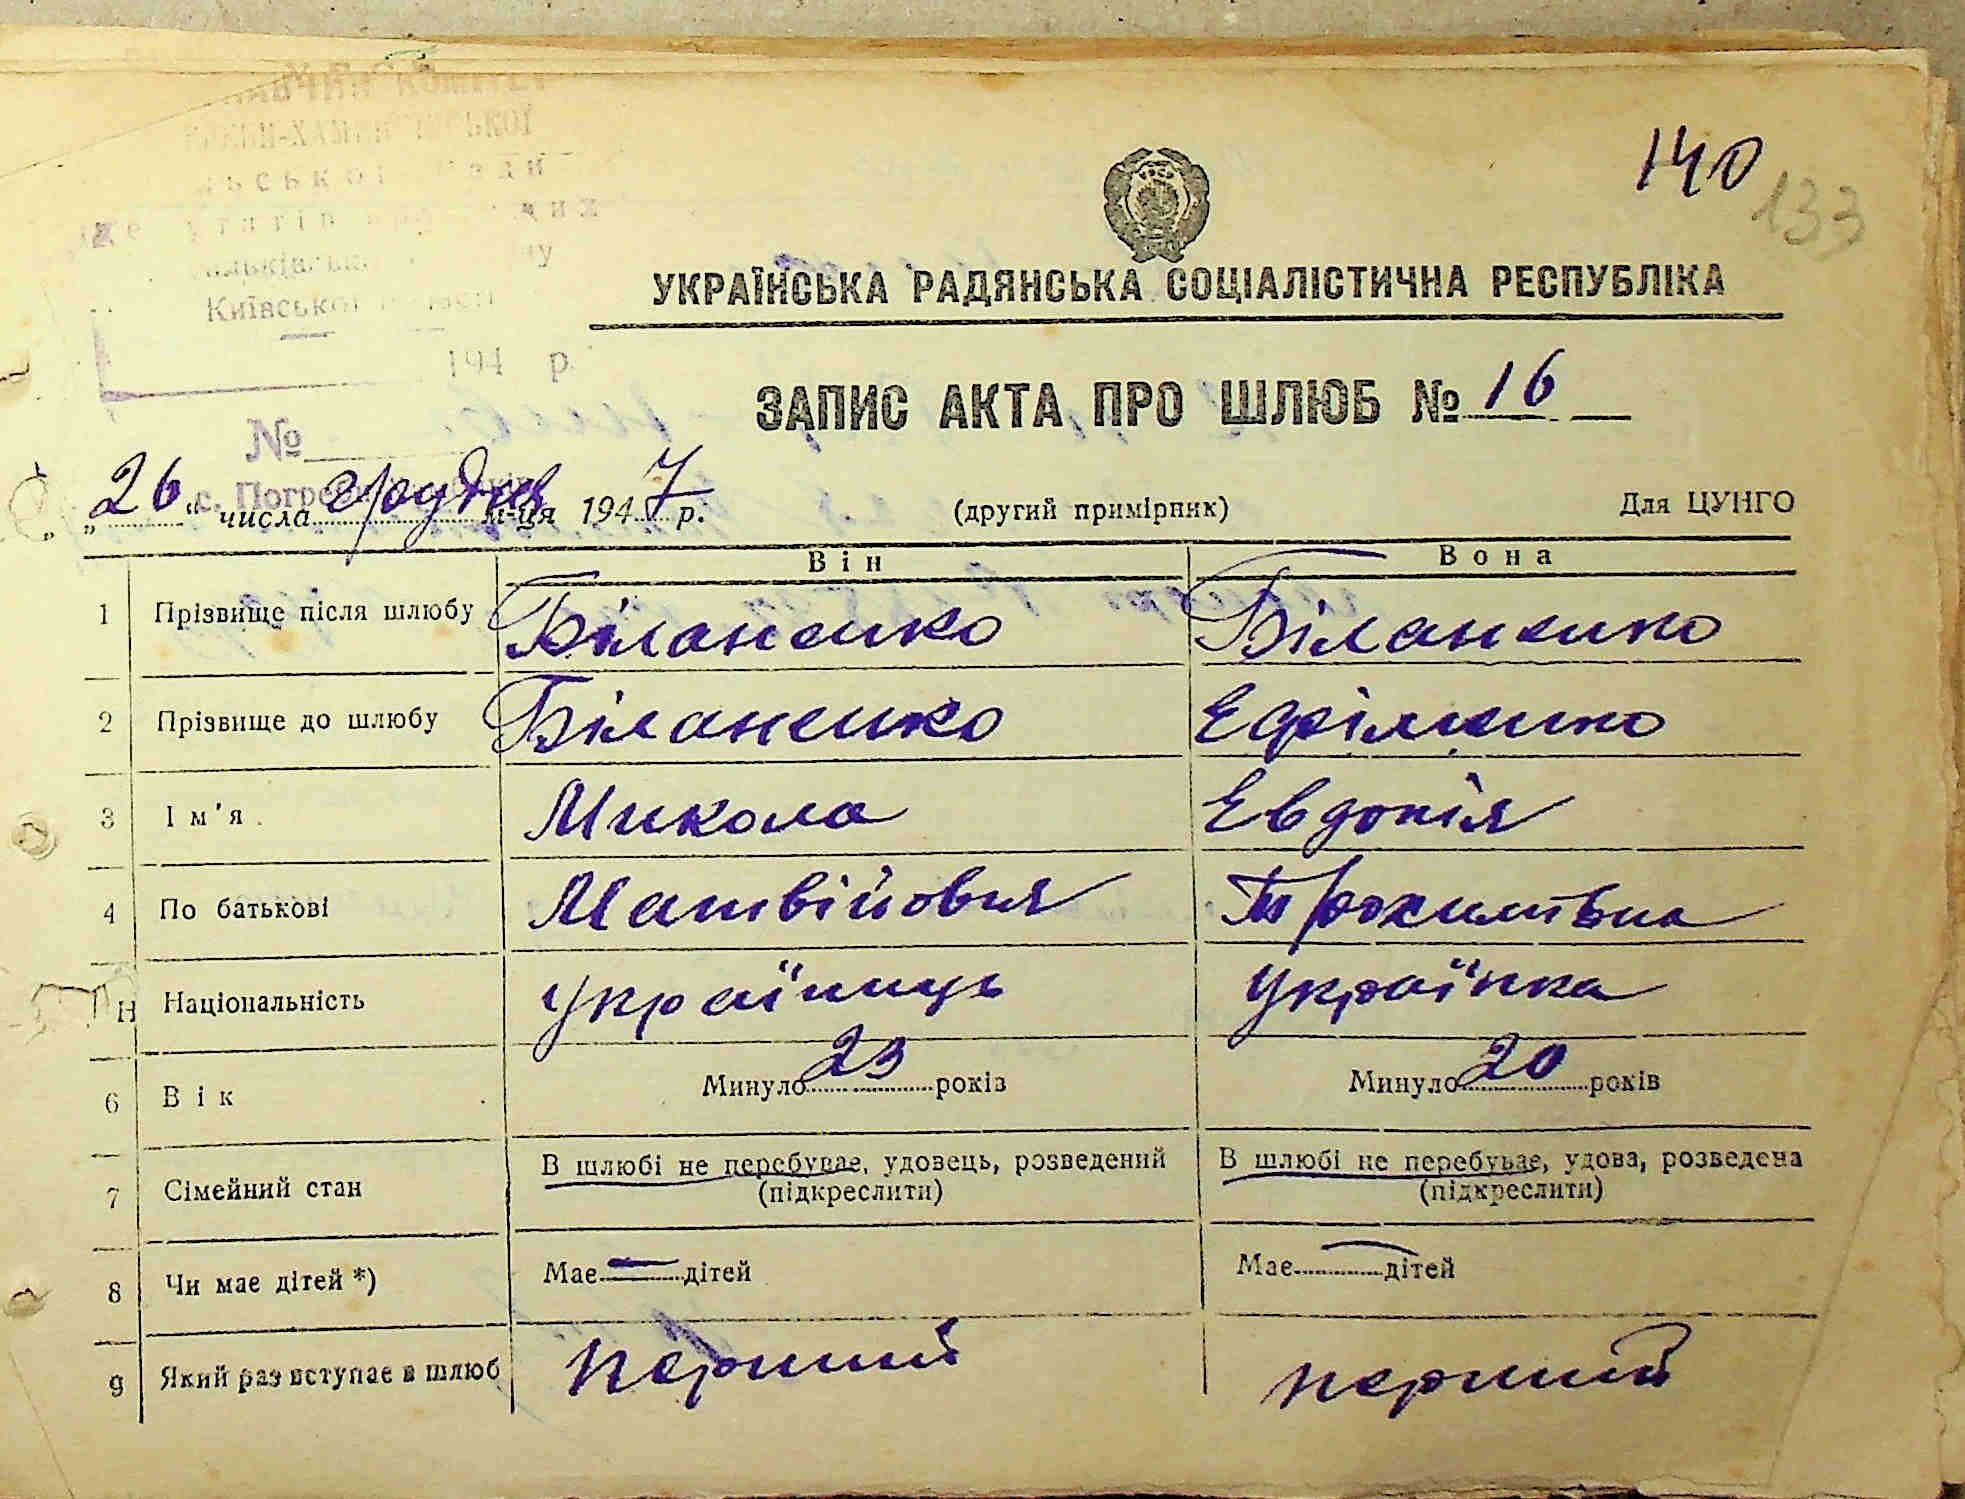 140
133
УКРАЇНСЬКА РАДЯНСЬКА СОЦІАЛІСТИЧНА РЕСПУБЛІКА
Київської
194 р.
ЗАПИС АКТА ПРО ШЛЮБ № 16
№
„26“ числа грудня м-ця 1947 р. (другий примірник) Для ЦУНГО
Він Вона
1 Прізвище після шлюбу Біланенко Біланенко
2 Прізвище до шлюбу Біланенко Ефіменко
3 Ім'я Микола Евдокія
4 По батькові Матвійович Трохимівна
Національність Українець Українка
6 Вік Минуло 23 років Минуло 20 років
7 Сімейний стан В шлюбі не перебуває, удовець, розведений В шлюбі не перебуває, удова, розведена
(підкреслити) (підкреслити)
8 Чи має дітей *) Має — дітей Має — дітей
9 Який раз вступає в шлюб перший перший